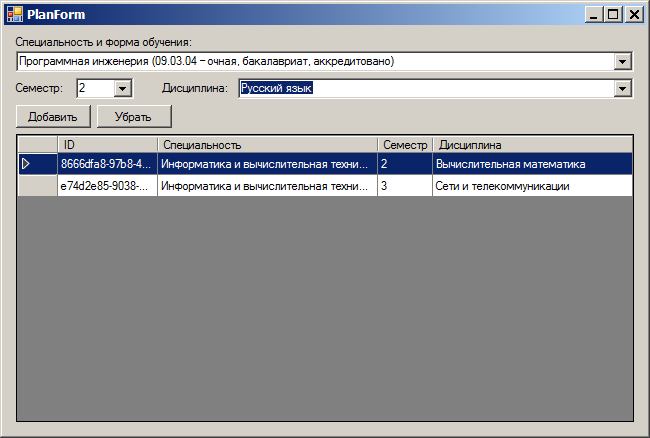 PlanForm
Специальность и форма обучения:
Программная инженерия (09.03.04 – очная, бакалавриат, аккредитовано)
Семестр: 2 Дисциплина: Русский язык
Добавить Убрать
ID Специальность Семестр Дисциплина
8666dfa8-97b8-4... Информатика и вычислительная техни... 2 Вычислительная математика
e74d2e85-9038-... Информатика и вычислительная техни... 3 Сети и телекоммуникации